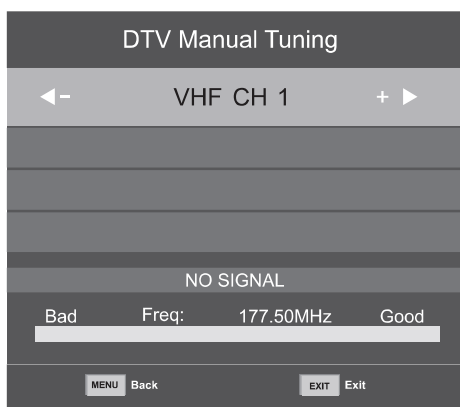 DTV Manual Tuning
- VHF CH 1 +
NO SIGNAL
Bad Freq: 177.50MHz Good
MENU Back EXIT Exit